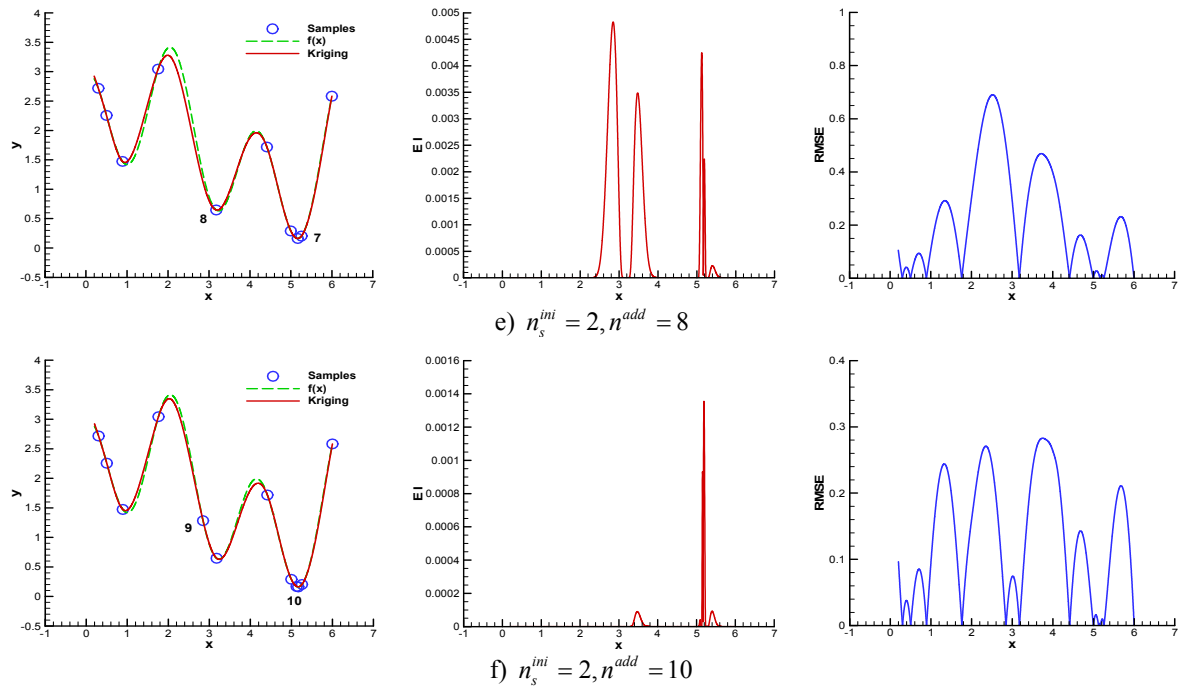 4
3.5
3
2.5
2
1.5
1
0.5
0
-0.5
y
-1 0 1 2 3 4 5 6 7
x
Samples
f(x)
Kriging
8
7
0.005
0.0045
0.004
0.0035
0.003
0.0025
0.002
0.0015
0.001
0.0005
0
E I
-1 0 1 2 3 4 5 6 7
x
1
0.8
0.6
0.4
0.2
0
RMSE
-1 0 1 2 3 4 5 6 7
x
e) n_s^{ini} = 2, n^{add} = 8
4
3.5
3
2.5
2
1.5
1
0.5
0
-0.5
y
-1 0 1 2 3 4 5 6 7
x
Samples
f(x)
Kriging
9
10
0.0016
0.0014
0.0012
0.001
0.0008
0.0006
0.0004
0.0002
0
E I
-1 0 1 2 3 4 5 6 7
x
0.4
0.3
0.2
0.1
0
RMSE
-1 0 1 2 3 4 5 6 7
x
f) n_s^{ini} = 2, n^{add} = 10